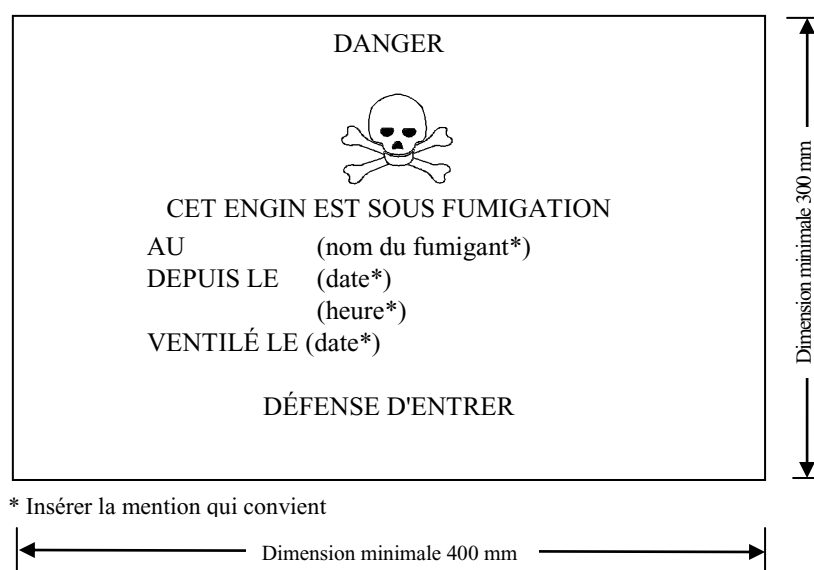 DANGER
CET ENGIN EST SOUS FUMIGATION
AU (nom du fumigant*)
DEPUIS LE (date*)
(heure*)
VENTILÉ LE (date*)
DÉFENSE D'ENTRER
Dimension minimale 300 mm
* Insérer la mention qui convient
Dimension minimale 400 mm